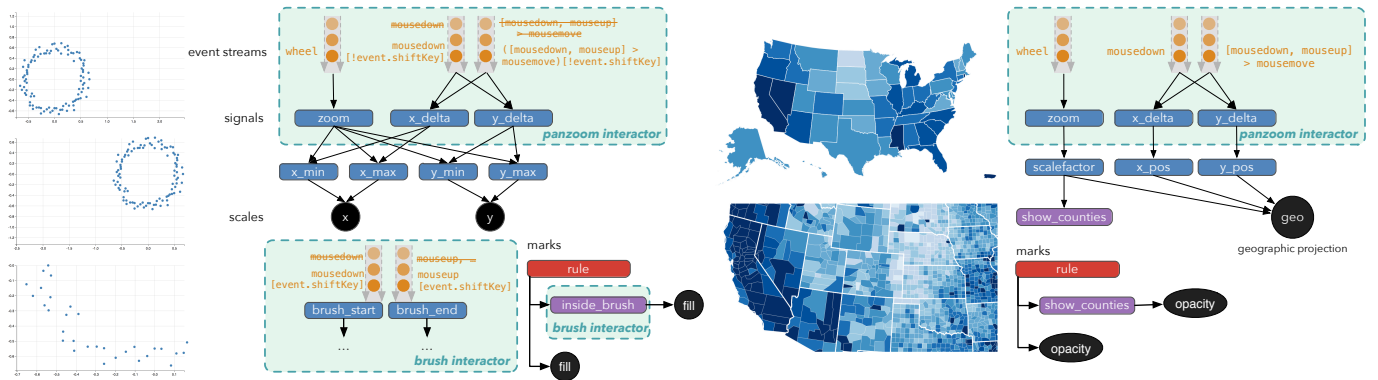 event streams
wheel
mousedown
mousedown
[!event.shiftKey]
[mousedown, mouseup]
> mousemove
([mousedown, mouseup] >
mousemove)[!event.shiftKey]
signals
zoom
x_delta
y_delta
panzoom interactor
x_min
x_max
y_min
y_max
scales
x
y
mousedown
mousedown
[event.shiftKey]
mouseup, …
mouseup
[event.shiftKey]
brush_start
brush_end
...
...
brush interactor
marks
rule
inside_brush
fill
brush interactor
fill
wheel
mousedown
[mousedown, mouseup]
> mousemove
zoom
x_delta
y_delta
panzoom interactor
scalefactor
x_pos
y_pos
show_counties
geo
geographic projection
marks
rule
show_counties
opacity
opacity